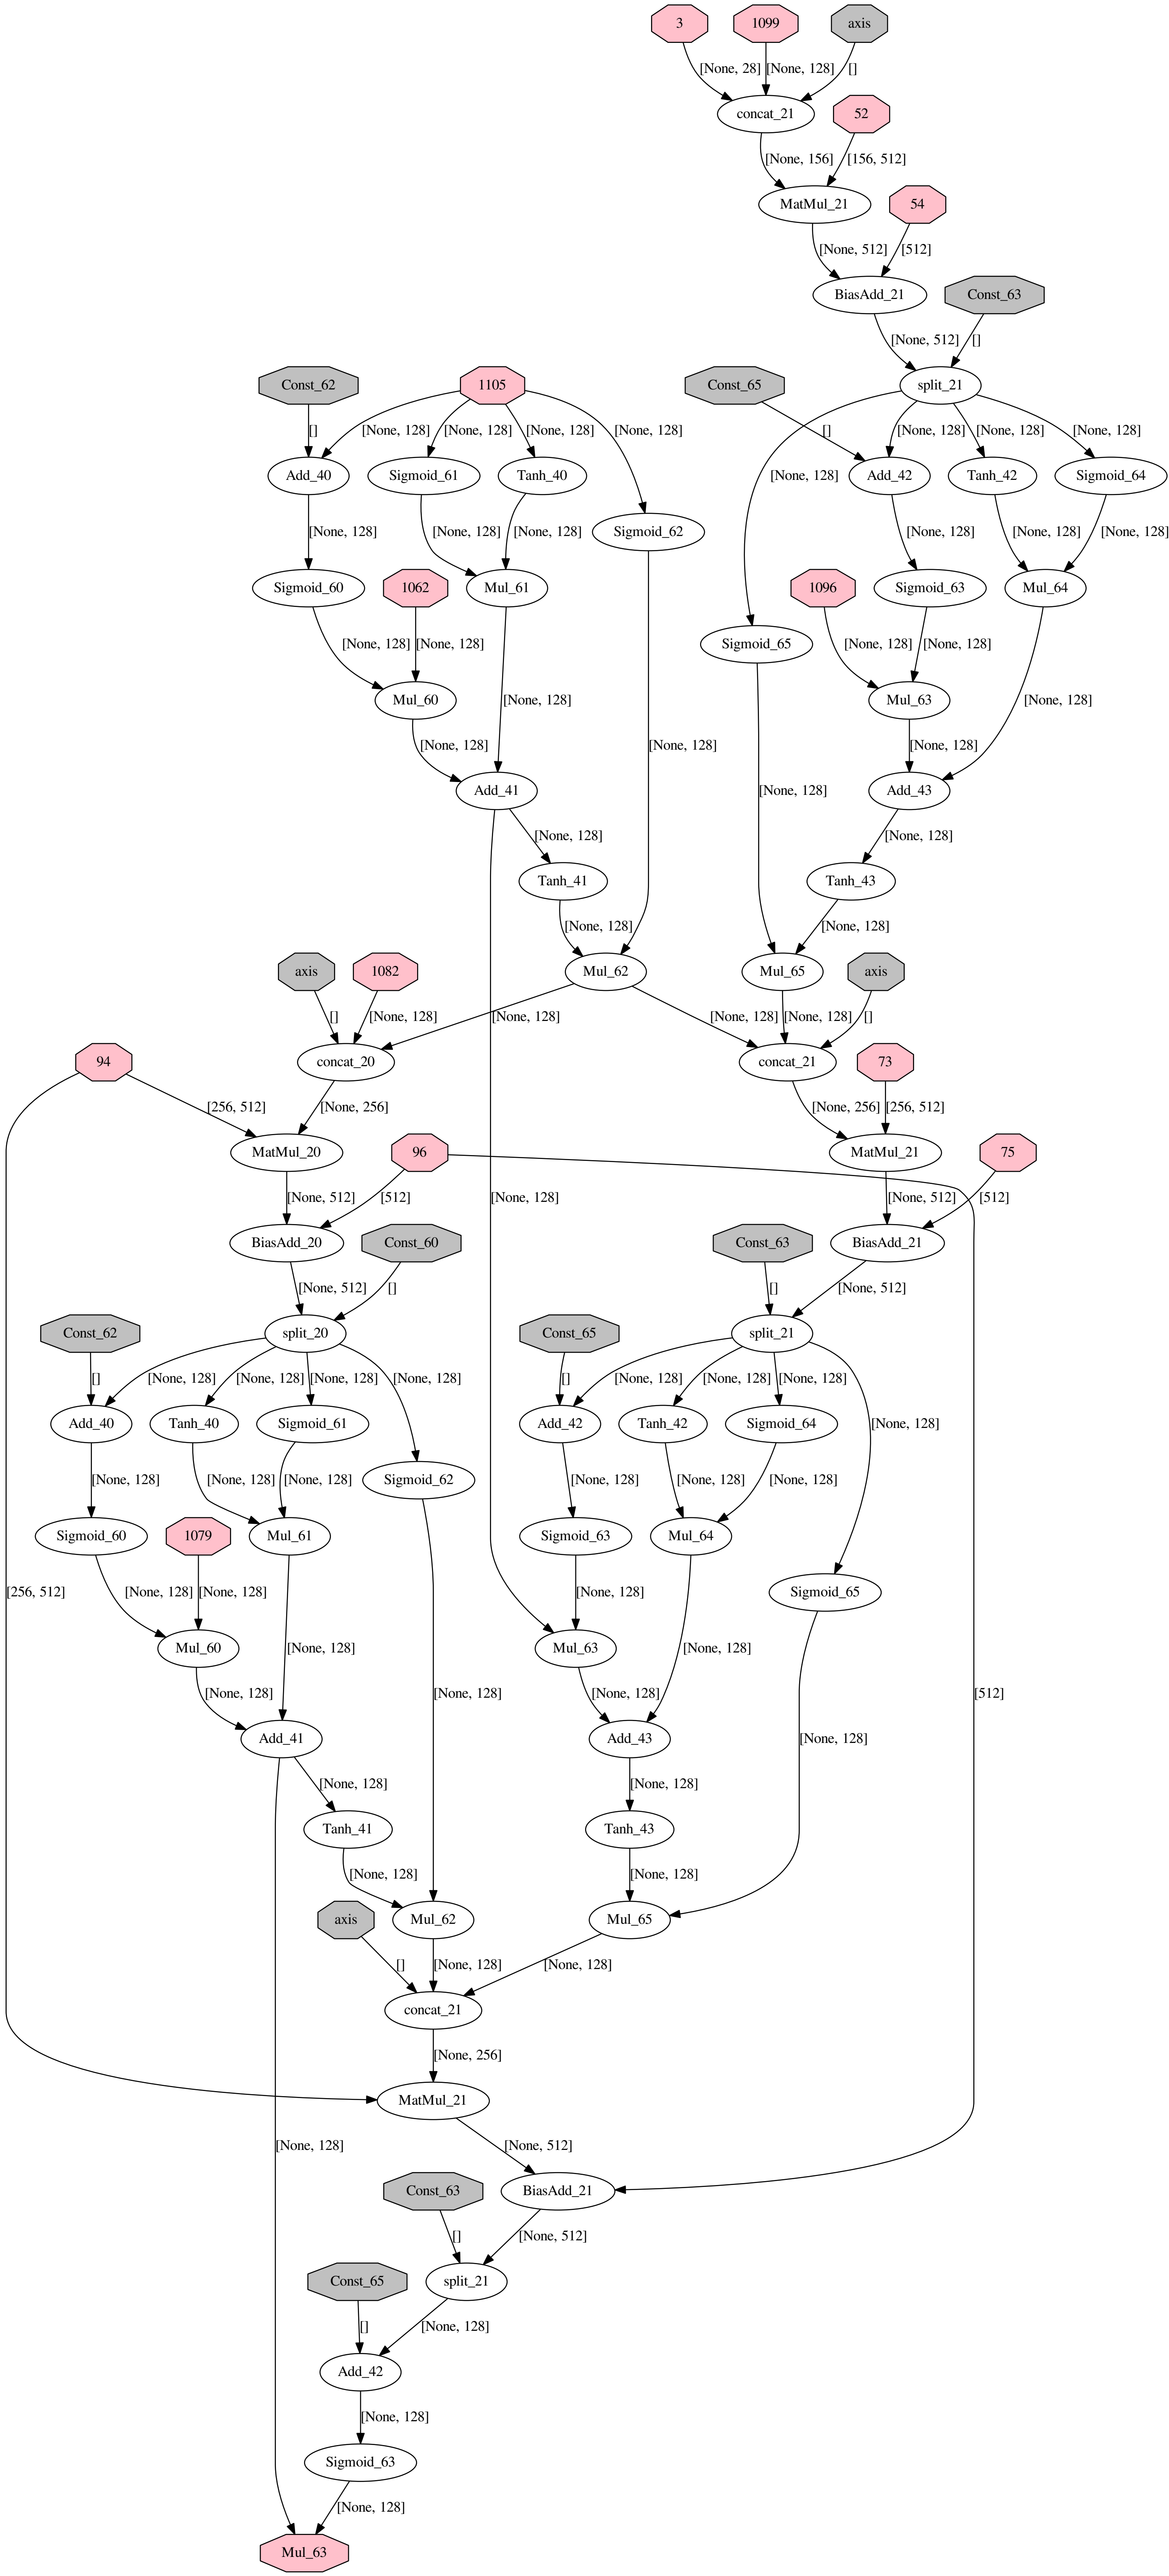 3 1099 axis
[None, 28] [None, 128] []
concat_21 52
[None, 156] [156, 512]
MatMul_21 54
[None, 512] [512]
BiasAdd_21 Const_63
[None, 512] []
Const_62 1105 Const_65 split_21
[] [None, 128] [None, 128] [None, 128] [None, 128] [] [None, 128] [None, 128] [None, 128]
Add_40 Sigmoid_61 Tanh_40 [None, 128] Add_42 Tanh_42 Sigmoid_64
[None, 128] [None, 128] [None, 128] Sigmoid_62 [None, 128] [None, 128] [None, 128]
Sigmoid_60 1062 Mul_61 1096 Sigmoid_63 Mul_64
[None, 128] [None, 128] Sigmoid_65 [None, 128] [None, 128]
Mul_60 [None, 128] Mul_63 [None, 128]
[None, 128] [None, 128] [None, 128]
Add_41 [None, 128] Add_43
[None, 128] [None, 128]
Tanh_41 Tanh_43
[None, 128] [None, 128]
axis 1082 Mul_62 Mul_65 axis
[] [None, 128] [None, 128] [None, 128] [None, 128] []
94 concat_20 concat_21 73
[256, 512] [None, 256] [None, 256] [256, 512]
MatMul_20 96 MatMul_21 75
[None, 512] [512] [None, 128] [None, 512] [512]
BiasAdd_20 Const_60 Const_63 BiasAdd_21
[None, 512] [] [] [None, 512]
Const_62 split_20 Const_65 split_21
[] [None, 128] [None, 128] [None, 128] [None, 128] [] [None, 128] [None, 128] [None, 128]
Add_40 Tanh_40 Sigmoid_61 Add_42 Tanh_42 Sigmoid_64 [None, 128]
[None, 128] [None, 128] [None, 128] Sigmoid_62 [None, 128] [None, 128] [None, 128]
Sigmoid_60 1079 Mul_61 Sigmoid_63 Mul_64
[256, 512] [None, 128] [None, 128] [None, 128] Sigmoid_65
Mul_60 [None, 128] Mul_63 [None, 128]
[None, 128] [None, 128] [None, 128] [512]
Add_41 Add_43 [None, 128]
[None, 128] [None, 128]
Tanh_41 Tanh_43
[None, 128] [None, 128]
axis Mul_62 Mul_65
[] [None, 128] [None, 128]
concat_21
[None, 256]
MatMul_21
[None, 128] [None, 512]
Const_63 BiasAdd_21
[] [None, 512]
Const_65 split_21
[] [None, 128]
Add_42
[None, 128]
Sigmoid_63
[None, 128]
Mul_63